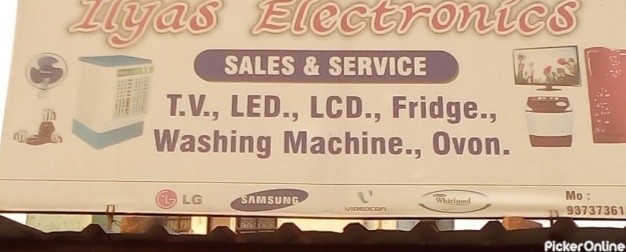 Ilyas Electronics
SALES & SERVICE
T.V., LED., LCD., Fridge.,
Washing Machine., Ovon.
LG
SAMSUNG
VIDEOCON
Whirlpool
Mo :
93737361
PickerOnline